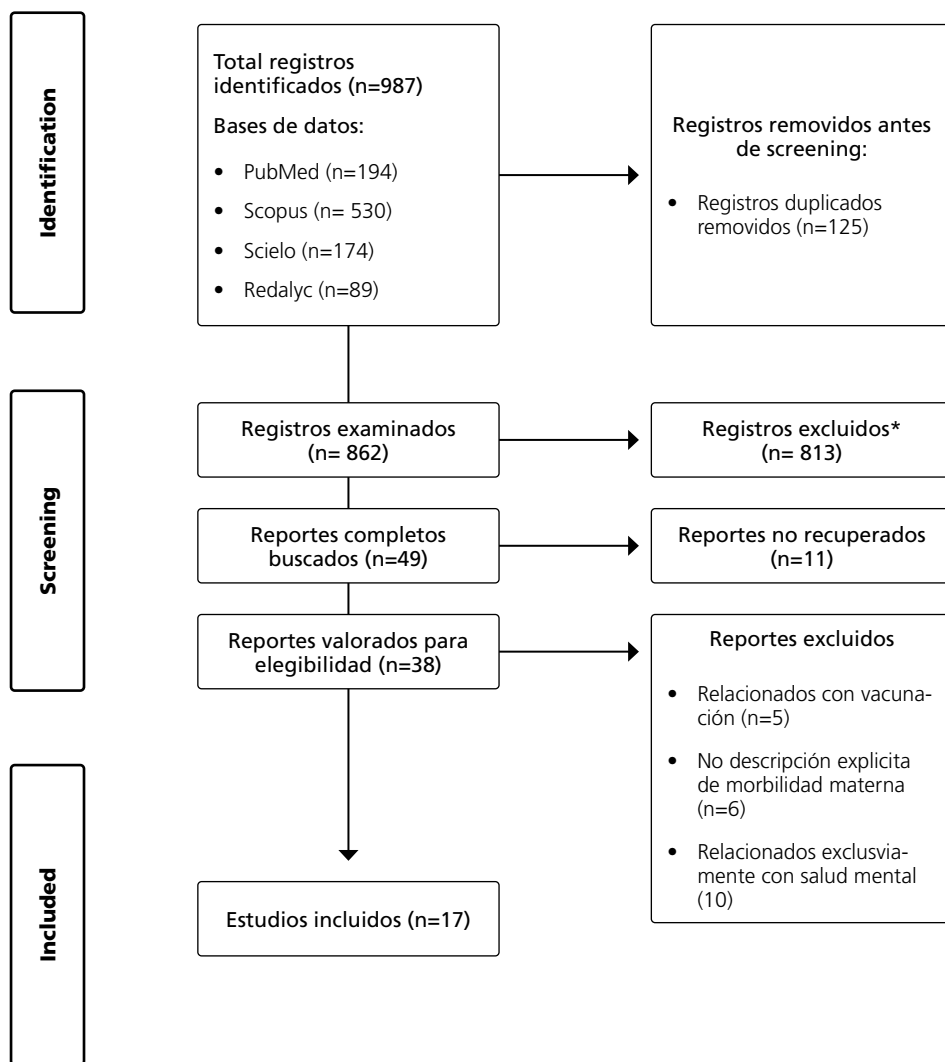 Identification
Total registros
identificados (n=987)
Bases de datos:
• PubMed (n=194)
• Scopus (n= 530)
• Scielo (n=174)
• Redalyc (n=89)
Registros removidos antes
de screening:
• Registros duplicados
removidos (n=125)
Screening
Registros examinados
(n= 862)
Registros excluidos*
(n= 813)
Reportes completos
buscados (n=49)
Reportes no recuperados
(n=11)
Reportes valorados para
elegibilidad (n=38)
Reportes excluidos
• Relacionados con vacuna-
ción (n=5)
• No descripción explicita
de morbilidad materna
(n=6)
• Relacionados exclusvia-
mente con salud mental
(10)
Included
Estudios incluidos (n=17)